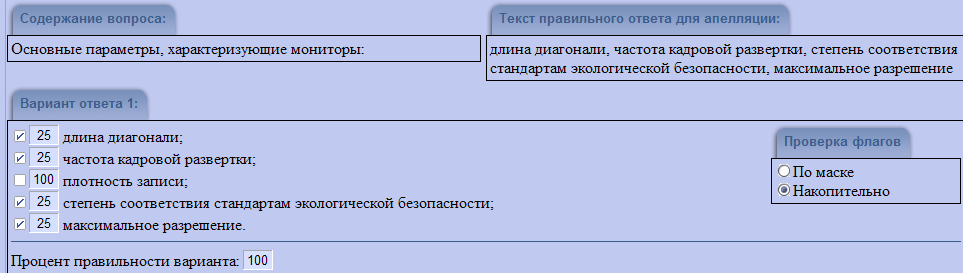 Содержание вопроса:
Текст правильного ответа для апелляции:
Основные параметры, характеризующие мониторы:
длина диагонали, частота кадровой развертки, степень соответствия
стандартам экологической безопасности, максимальное разрешение
Вариант ответа 1:
25 длина диагонали;
25 частота кадровой развертки;
100 плотность записи;
25 степень соответствия стандартам экологической безопасности;
25 максимальное разрешение.
Проверка флагов
По маске
Накопительно
Процент правильности варианта: 100